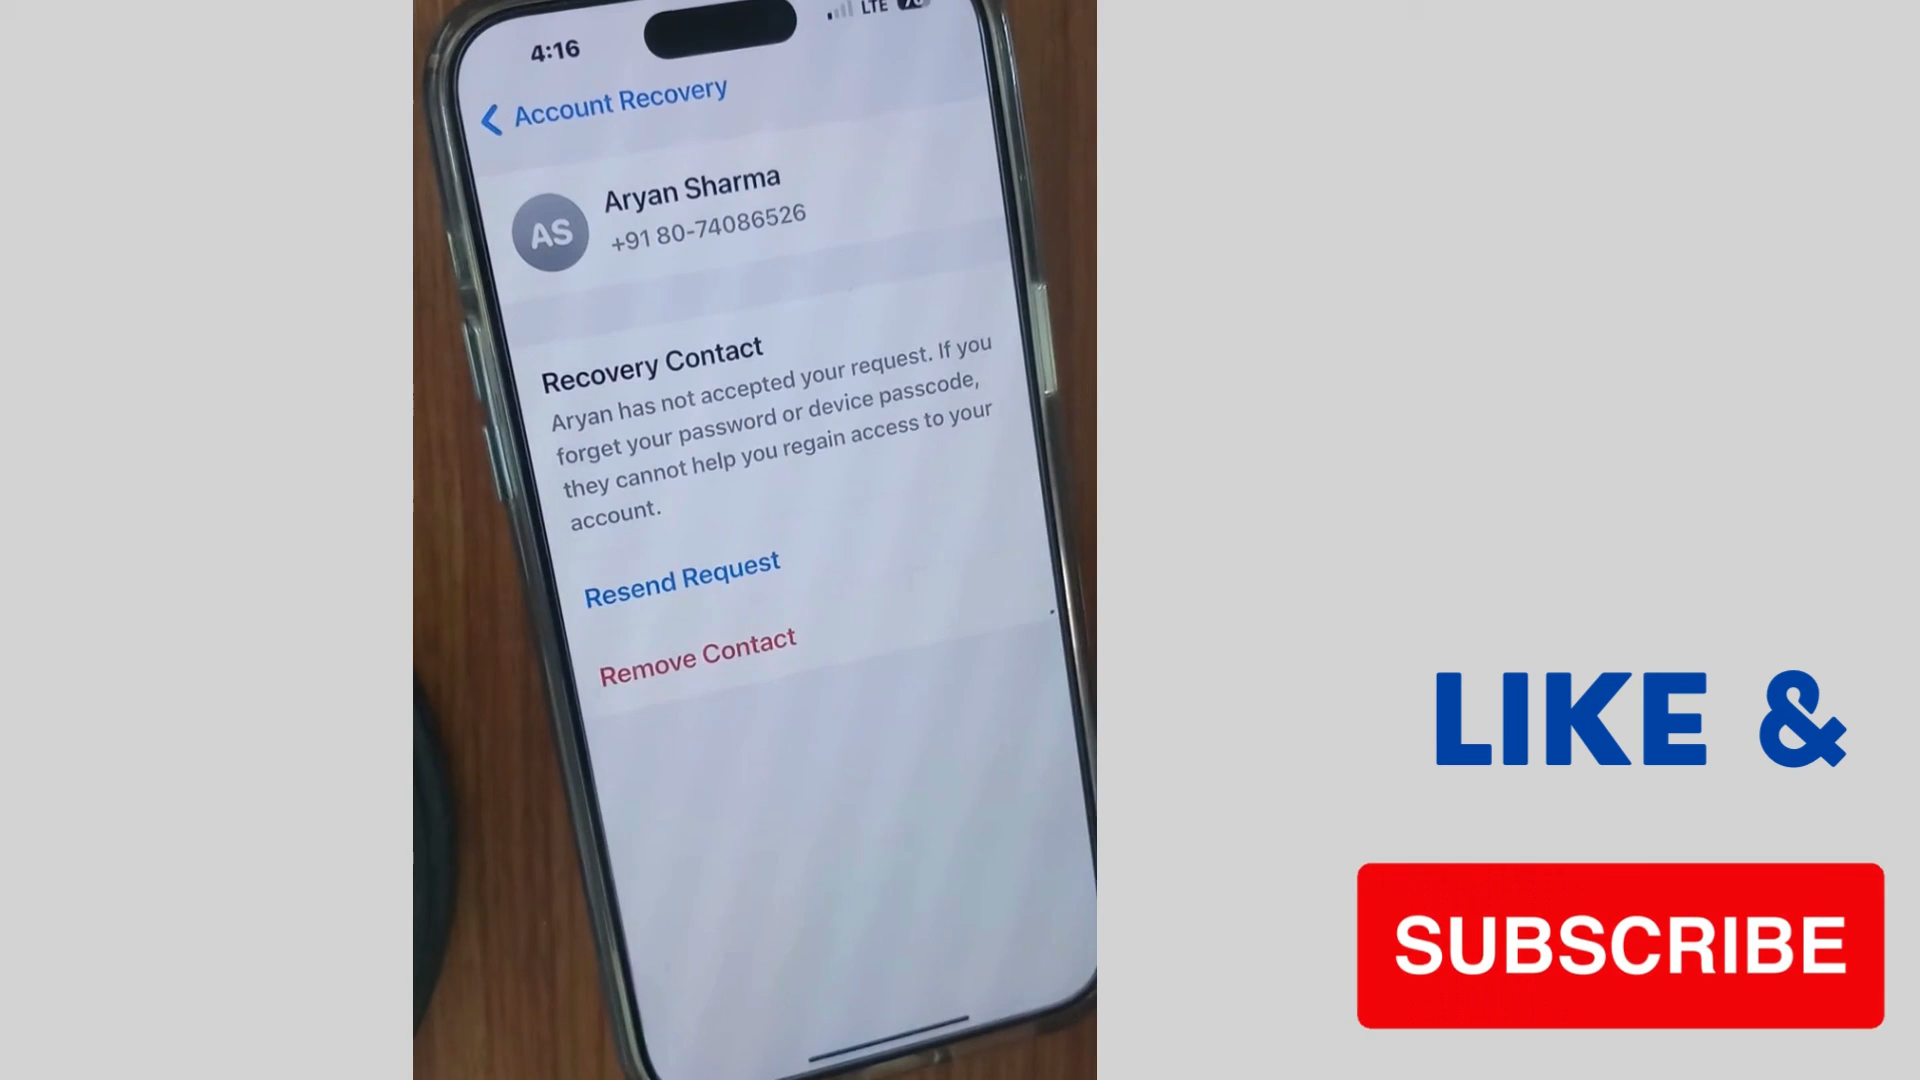 4:16
LTE
Account Recovery
AS
Aryan Sharma
+91 80-74086526
Recovery Contact
Aryan has not accepted your request. If you
forget your password or device passcode,
they cannot help you regain access to your
account.
Resend Request
Remove Contact
LIKE &
SUBSCRIBE